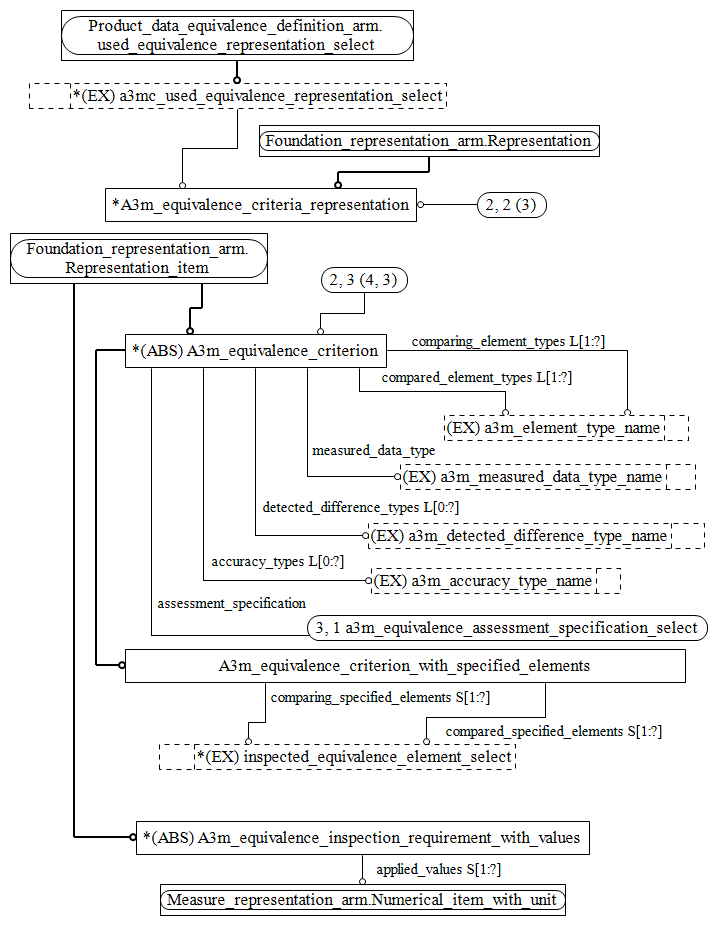 Product_data_equivalence_definition_arm.
used_equivalence_representation_select
*(EX) a3mc_used_equivalence_representation_select
Foundation_representation_arm.Representation
*A3m_equivalence_criteria_representation
2, 2 (3)
Foundation_representation_arm.
Representation_item
2, 3 (4, 3)
*(ABS) A3m_equivalence_criterion
comparing_element_types L[1:?]
compared_element_types L[1:?]
(EX) a3m_element_type_name
measured_data_type
(EX) a3m_measured_data_type_name
detected_difference_types L[0:?]
(EX) a3m_detected_difference_type_name
accuracy_types L[0:?]
(EX) a3m_accuracy_type_name
assessment_specification
3, 1 a3m_equivalence_assessment_specification_select
A3m_equivalence_criterion_with_specified_elements
comparing_specified_elements S[1:?]
compared_specified_elements S[1:?]
*(EX) inspected_equivalence_element_select
*(ABS) A3m_equivalence_inspection_requirement_with_values
applied_values S[1:?]
Measure_representation_arm.Numerical_item_with_unit